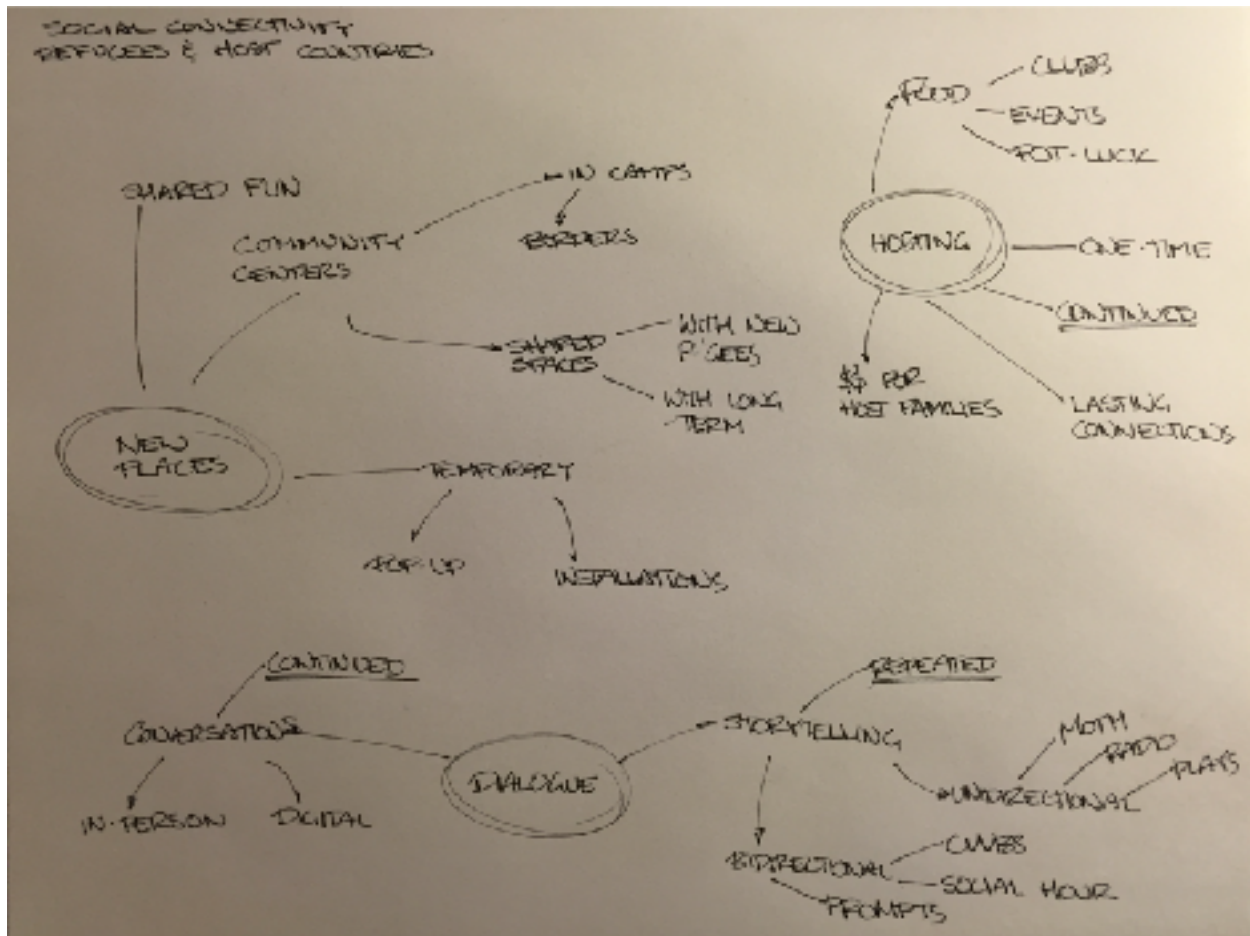 SOCIAL CONNECTIVITY
REFUGEES & HOST COUNTRIES
FOOD
CLUBS
EVENTS
POT-LUCK
HOSTING
ONE-TIME
CONTINUED
$$ FOR
HOST FAMILIES
LASTING
CONNECTIONS
SHARED FUN
COMMUNITY
CENTERS
IN CAMPS
BORDERS
SHARED
SPACES
WITH NEW
R'GEES
WITH LONG
TERM
NEW
PLACES
TEMPORARY
POP-UP
INSTALLATIONS
CONTINUED
CONVERSATIONS
IN-PERSON
DIGITAL
DIALOGUE
REPEATED
STORYTELLING
MOTH
RADIO
PLAYS
UNIDIRECTIONAL
BIDIRECTIONAL
CLUBS
SOCIAL HOUR
PROMPTS